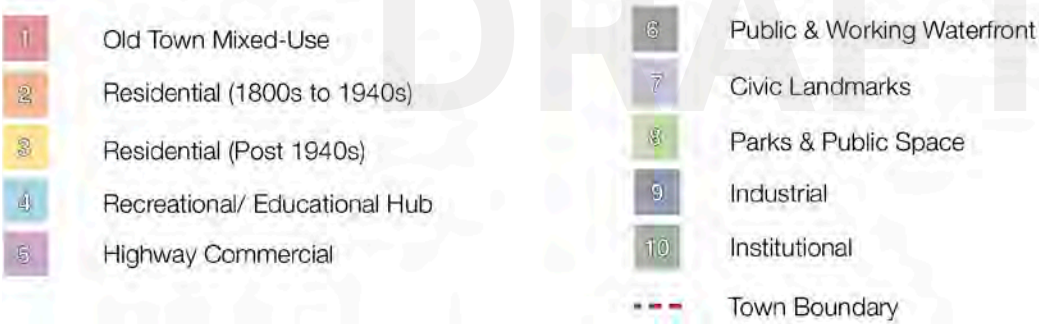 DRAFT
1 Old Town Mixed-Use
2 Residential (1800s to 1940s)
3 Residential (Post 1940s)
4 Recreational/ Educational Hub
5 Highway Commercial
6 Public & Working Waterfront
7 Civic Landmarks
8 Parks & Public Space
9 Industrial
10 Institutional
Town Boundary